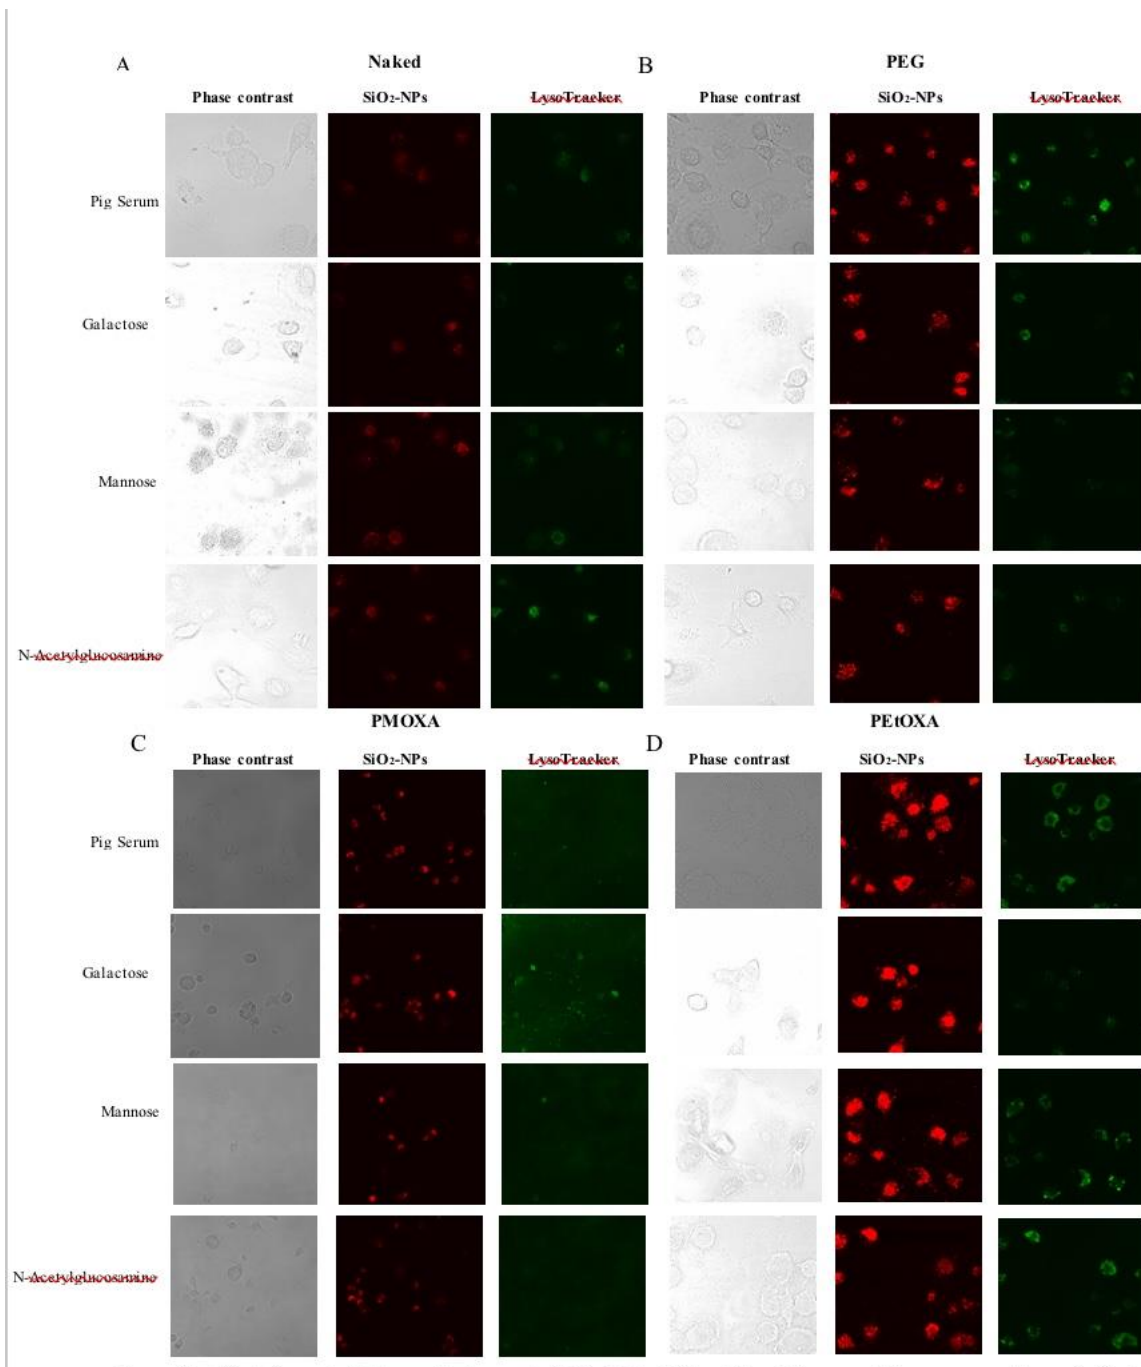 A Naked B PEG
Phase contrast SiO₂-NPs LysoTracker Phase contrast SiO₂-NPs LysoTracker
Pig Serum
Galactose
Mannose
N-Acetylglucosamine
PMOXA PEtOXA
C D
Phase contrast SiO₂-NPs LysoTracker Phase contrast SiO₂-NPs LysoTracker
Pig Serum
Galactose
Mannose
N-Acetylglucosamine